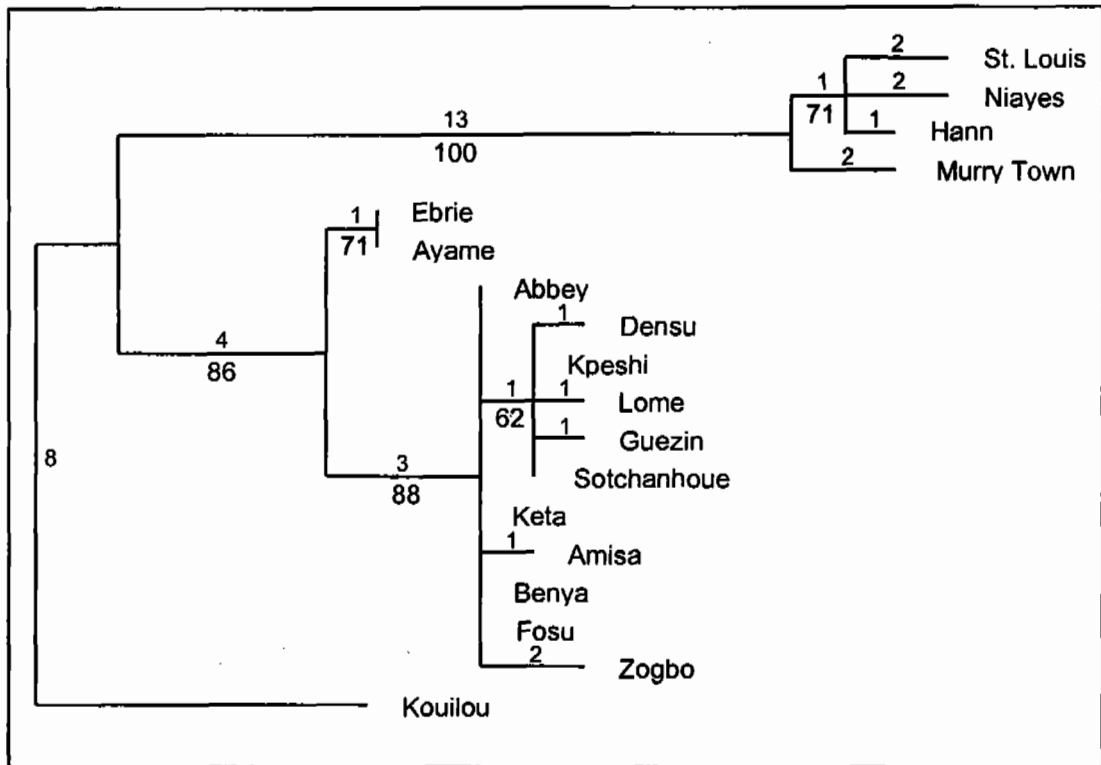 2
St. Louis
1
2
Niayes
71
1
Hann
13
100
2
Murry Town
1
Ebrie
71
Ayame
Abbey
1
Densu
4
86
Kpeshi
1
1
Lome
62
1
Guezin
8
3
88
Sotchanhoue
Keta
1
Amisa
Benya
Fosu
2
Zogbo
Kouilou